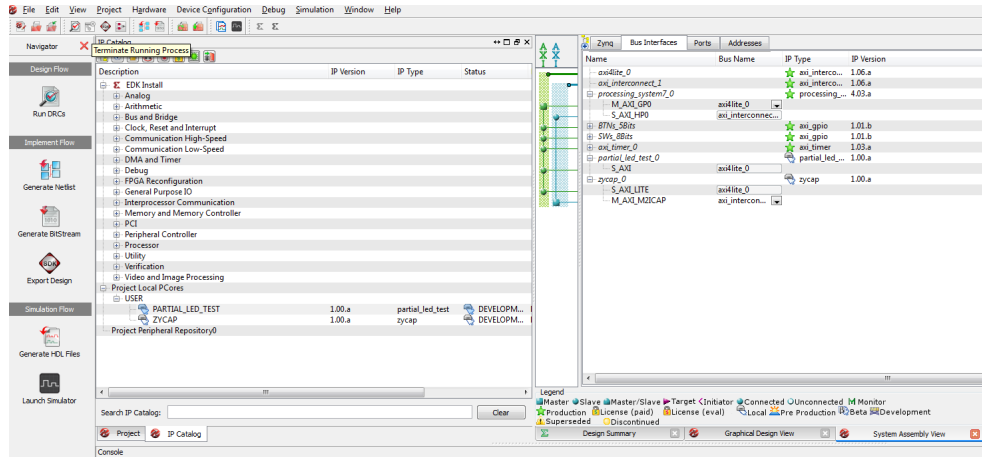 File Edit View Project Hardware Device Configuration Debug Simulation Window Help
Navigator
IP Catalog
Terminate Running Process
Design Flow
Run DRCs
Implement Flow
Generate Netlist
Generate BitStream
SDK
Export Design
Simulation Flow
Generate HDL Files
Launch Simulator
Description IP Version IP Type Status
EDK Install
Analog
Arithmetic
Bus and Bridge
Clock, Reset and Interrupt
Communication High-Speed
Communication Low-Speed
DMA and Timer
Debug
FPGA Reconfiguration
General Purpose IO
Interprocessor Communication
Memory and Memory Controller
PCI
Peripheral Controller
Processor
Utility
Verification
Video and Image Processing
Project Local PCores
USER
PARTIAL_LED_TEST 1.00.a partial_led_test DEVELOPM...
ZYCAP 1.00.a zycap DEVELOPM...
Project Peripheral Repository0
Search IP Catalog: Clear
Project IP Catalog
Console
Zynq Bus Interfaces Ports Addresses
Name Bus Name IP Type IP Version
axi4lite_0 axi_interco... 1.06.a
axi_interconnect_1 axi_interco... 1.06.a
processing_system7_0 processing_... 4.03.a
M_AXI_GP0 axi4lite_0
S_AXI_HP0 axi_interconnec...
BTNs_5Bits axi_gpio 1.01.b
SWs_8Bits axi_gpio 1.01.b
axi_timer_0 axi_timer 1.03.a
partial_led_test_0 partial_led_... 1.00.a
S_AXI axi4lite_0
zycap_0 zycap 1.00.a
S_AXI_LITE axi4lite_0
M_AXI_M2ICAP axi_intercon...
Legend
Master Slave Master/Slave Target Initiator Connected Unconnected M Monitor
Production License (paid) License (eval) Local Pre Production Beta Development
Superseded Discontinued
Design Summary Graphical Design View System Assembly View